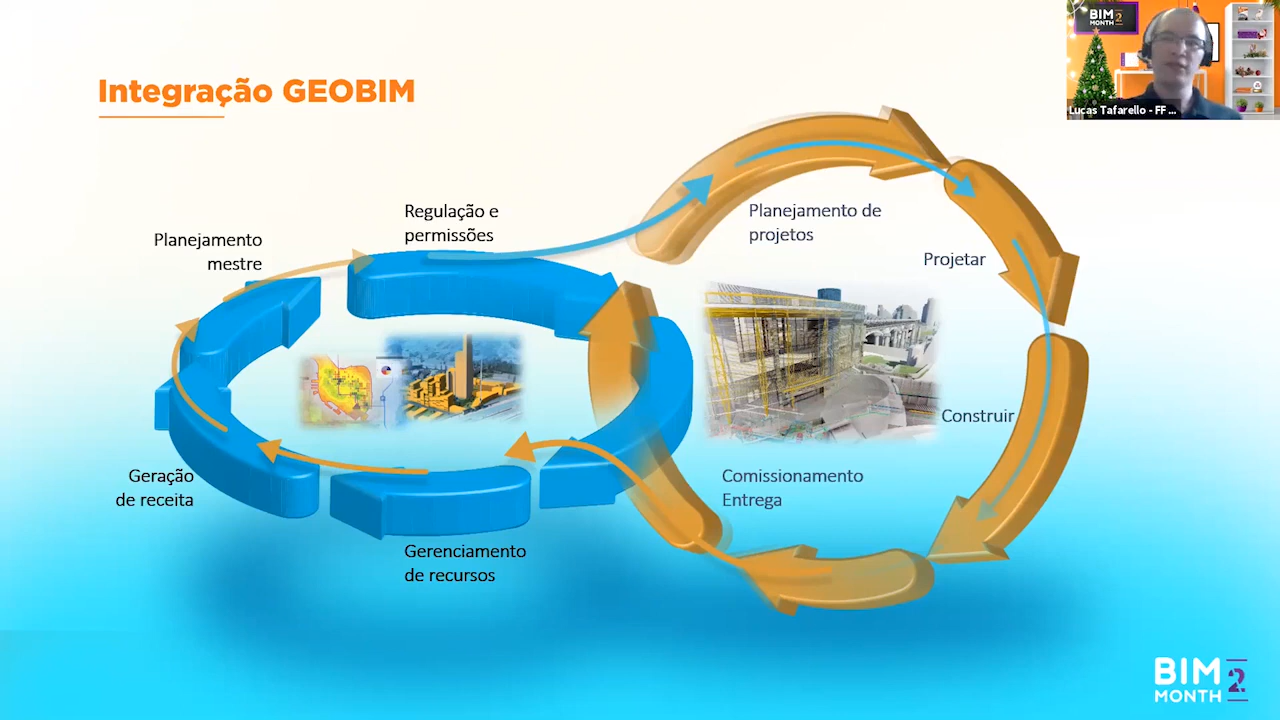 Integração GEOBIM
BIM 2
MONTH
Lucas Tafarello - FF ...
Regulação e
permissões
Planejamento
mestre
Planejamento de
projetos
Projetar
Construir
Comissionamento
Entrega
Geração
de receita
Gerenciamento
de recursos
BIM 2
MONTH